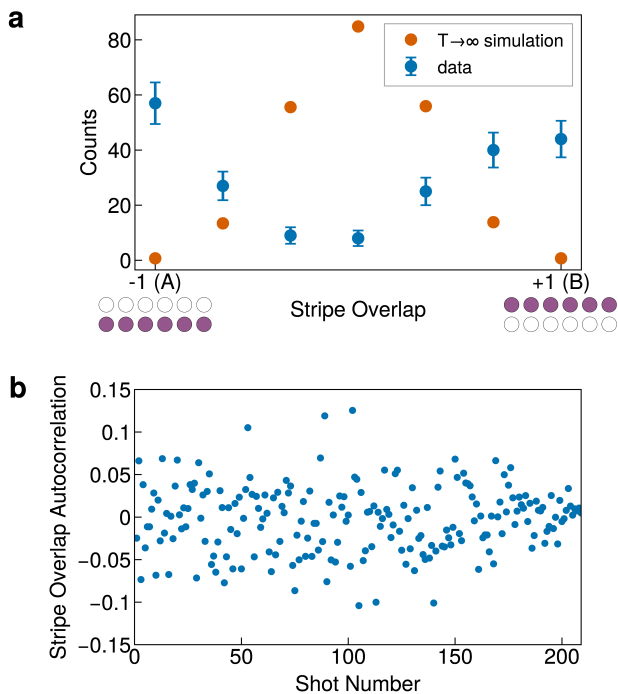 a
80
60
40
20
0
Counts
T→∞ simulation
data
-1 (A)
+1 (B)
Stripe Overlap
b
0.15
0.1
0.05
0
−0.05
−0.1
−0.15
Stripe Overlap Autocorrelation
0
50
100
150
200
Shot Number